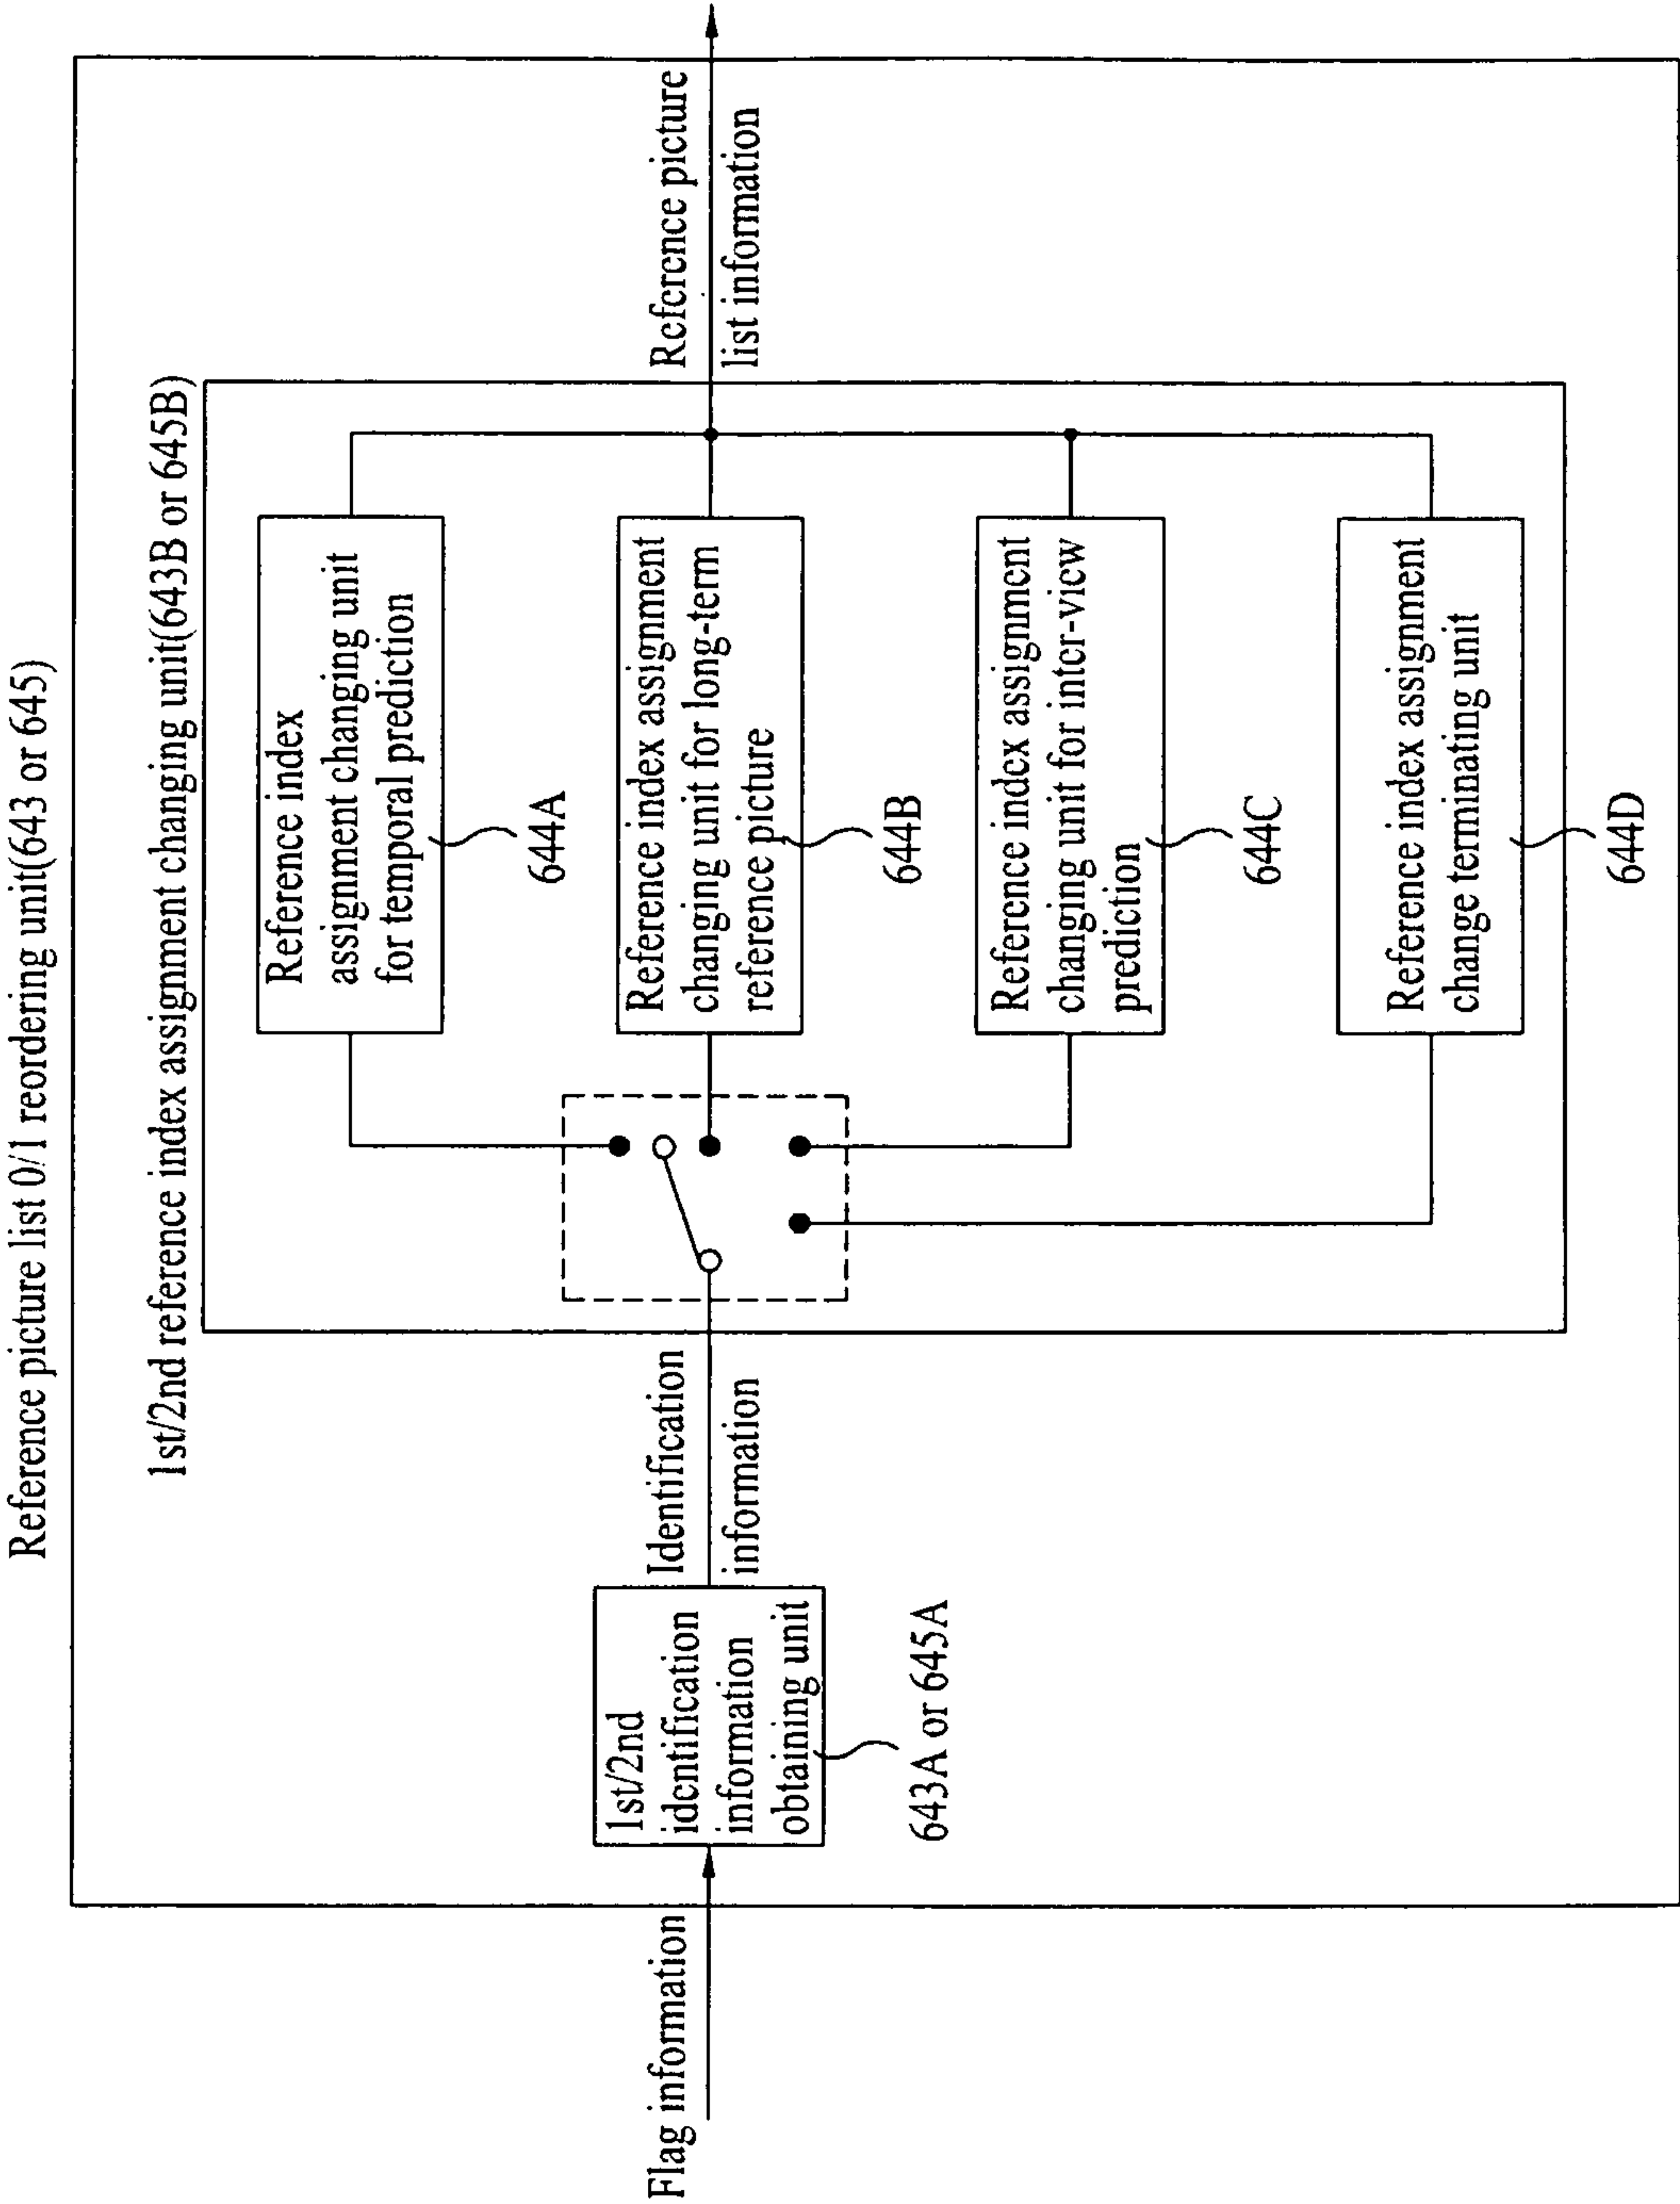 Reference picture list 0/1 reordering unit(643 or 645)
1st/2nd reference index assignment changing unit(643B or 645B)
Flag information
1st/2nd
identification
information
obtaining unit
643A or 645A
Identification
information
Reference index
assignment changing unit
for temporal prediction
644A
Reference index assignment
changing unit for long-term
reference picture
644B
Reference index assignment
changing unit for inter-view
prediction
644C
Reference index assignment
change terminating unit
644D
Reference picture
list information